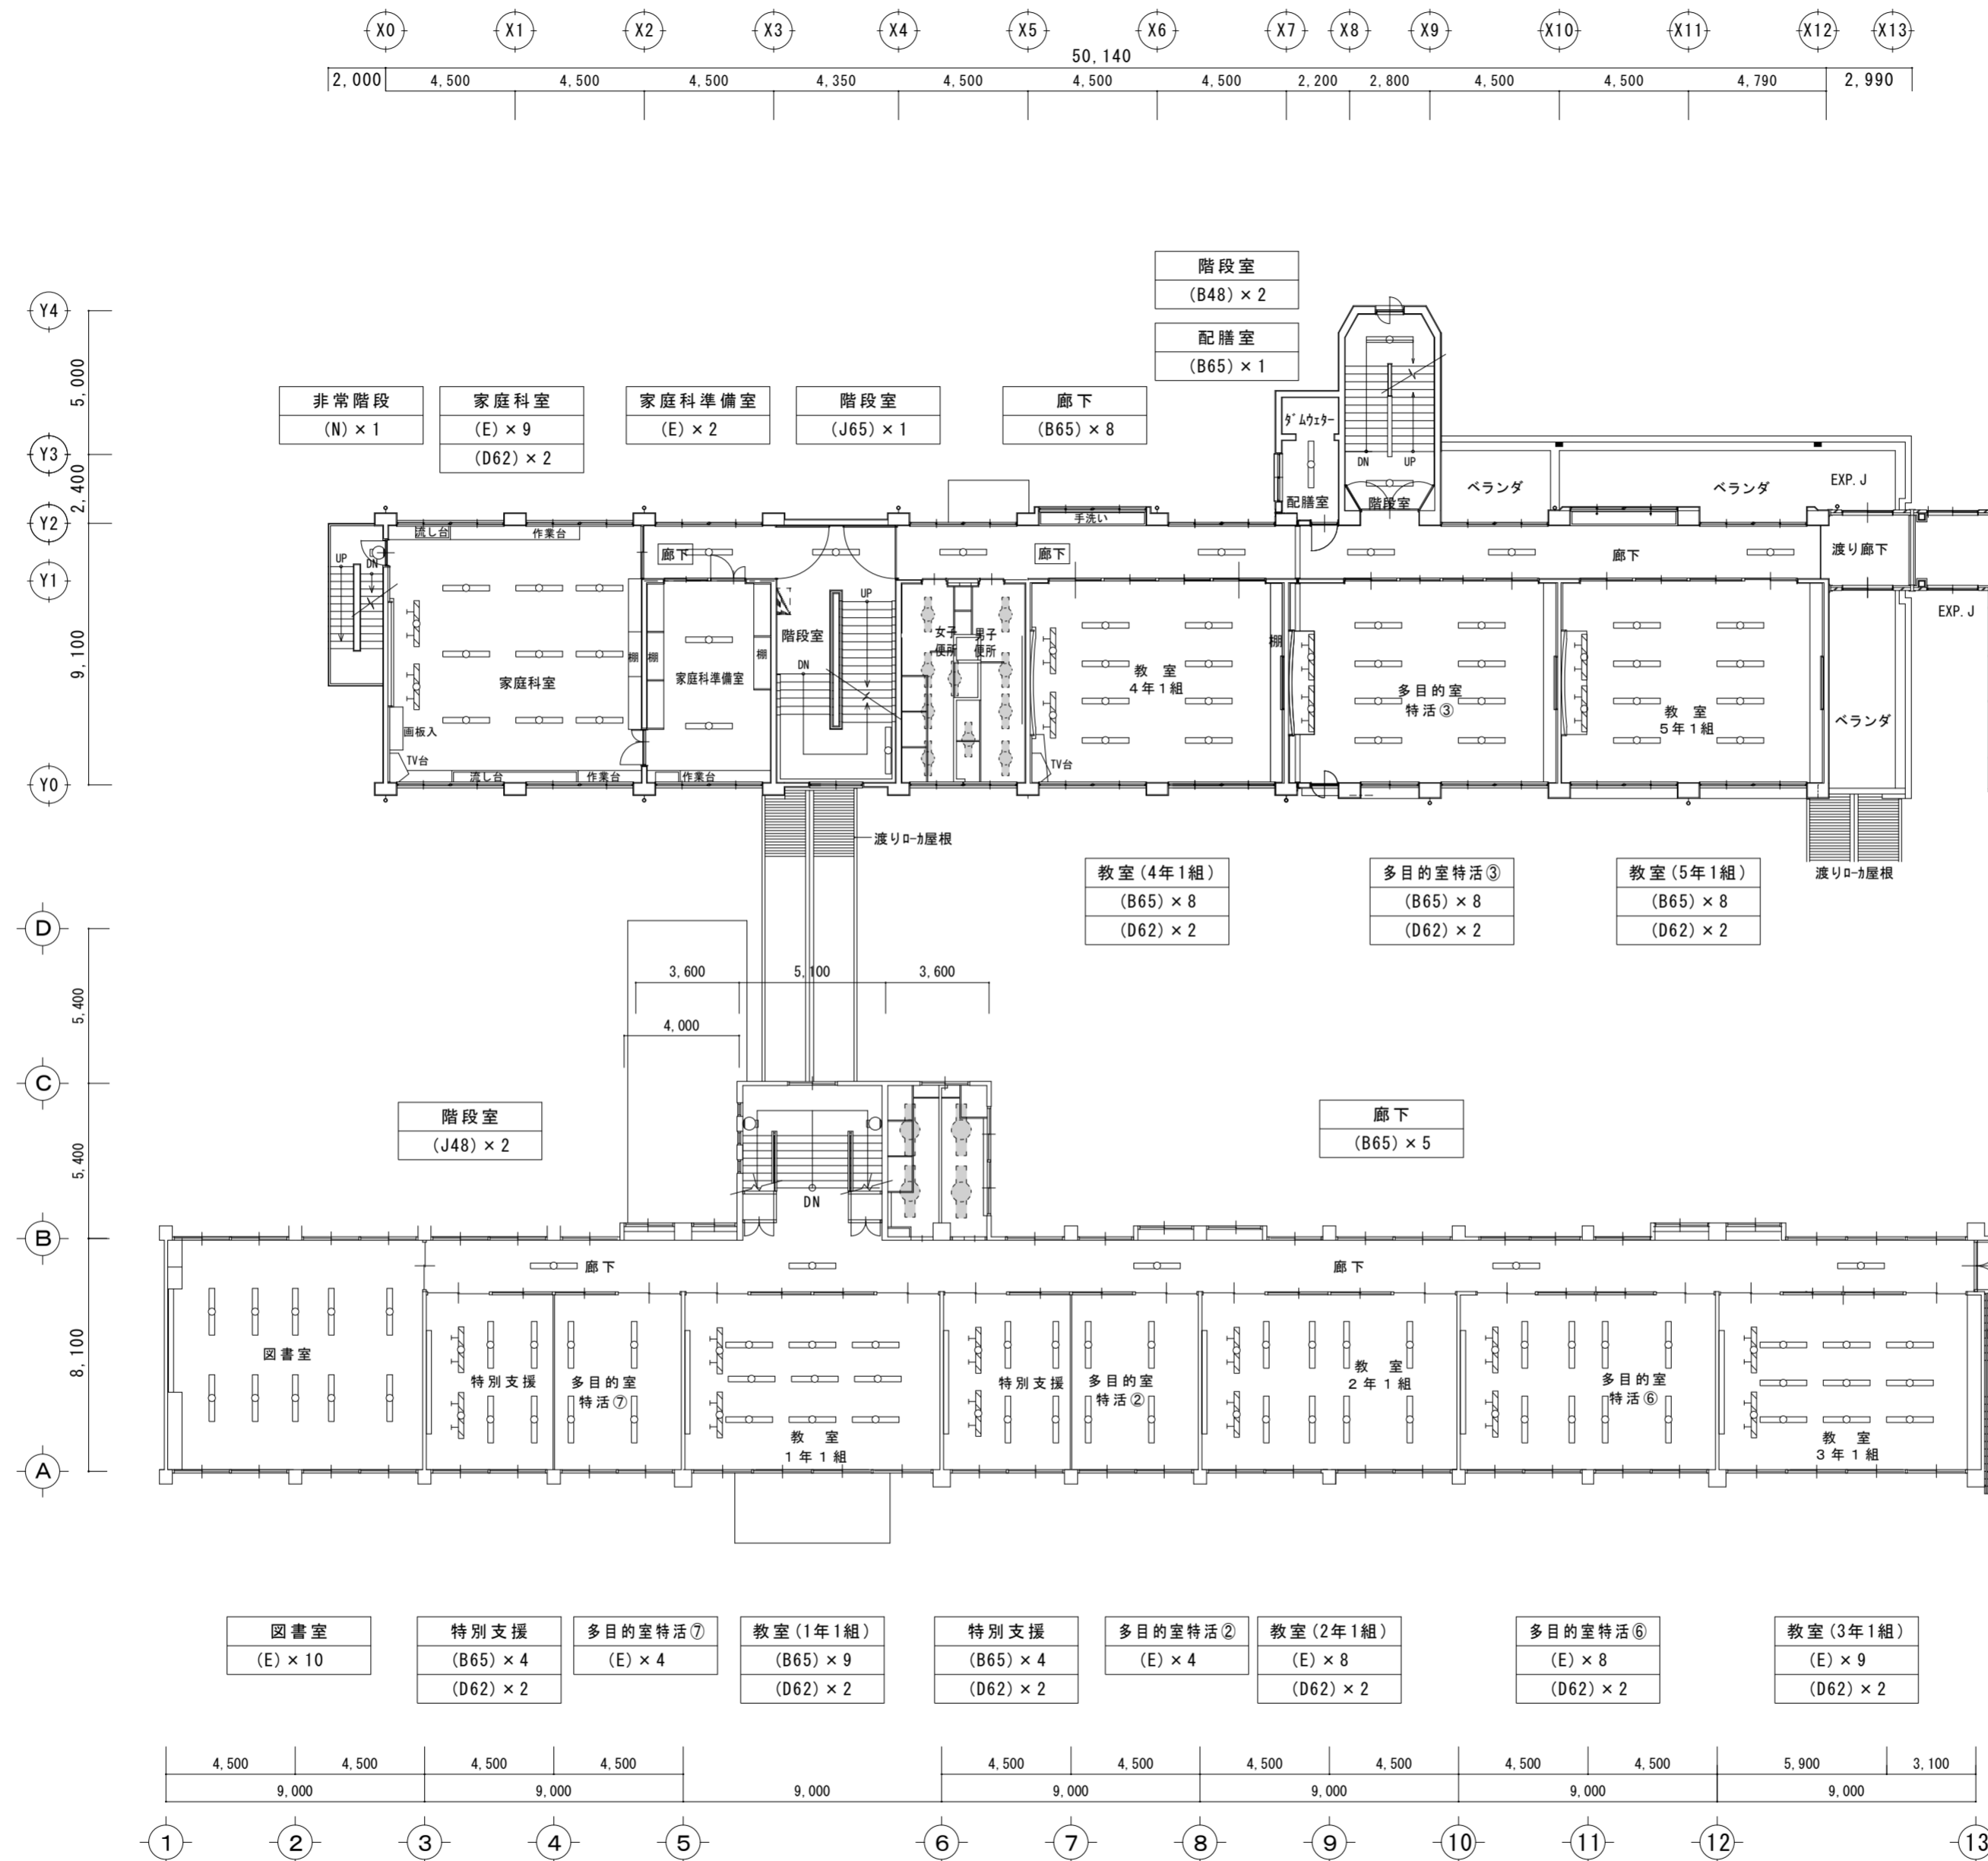 X0 X1 X2 X3 X4 X5 X6 X7 X8 X9 X10 X11 X12 X13
50,140
2,000 4,500 4,500 4,500 4,350 4,500 4,500 4,500 2,200 2,800 4,500 4,500 4,790 2,990
階段室
(B48) × 2
配膳室
(B65) × 1
非常階段
(N) × 1
家庭科室
(E) × 9
(D62) × 2
家庭科準備室
(E) × 2
階段室
(J65) × 1
廊下
(B65) × 8
Y4
5,000
Y3
2,400
Y2
Y1
9,100
Y0
ダムウェター
DN UP
配膳室
階段室
ベランダ
ベランダ
EXP.J
流し台
作業台
手洗い
UP
DN
廊下
廊下
廊下
渡り廊下
EXP.J
UP
階段室
DN
女子
便所
男子
便所
棚
棚
棚
棚
家庭科室
家庭科準備室
教 室
4年1組
多目的室
特活③
教 室
5年1組
ベランダ
画板入
TV台
流し台
作業台
作業台
TV台
渡りローカ屋根
渡りローカ屋根
教室(4年1組)
(B65) × 8
(D62) × 2
多目的室特活③
(B65) × 8
(D62) × 2
教室(5年1組)
(B65) × 8
(D62) × 2
D
5,400
C
5,400
B
8,100
A
3,600 5,100 3,600
4,000
階段室
(J48) × 2
廊下
(B65) × 5
DN
廊下
廊下
図書室
特別支援
多目的室
特活⑦
教 室
1年1組
特別支援
多目的室
特活②
教 室
2年1組
多目的室
特活⑥
教 室
3年1組
図書室
(E) × 10
特別支援
(B65) × 4
(D62) × 2
多目的室特活⑦
(E) × 4
教室(1年1組)
(B65) × 9
(D62) × 2
特別支援
(B65) × 4
(D62) × 2
多目的室特活②
(E) × 4
教室(2年1組)
(E) × 8
(D62) × 2
多目的室特活⑥
(E) × 8
(D62) × 2
教室(3年1組)
(E) × 9
(D62) × 2
4,500 4,500 4,500 4,500 4,500 4,500 4,500 4,500 4,500 4,500 5,900 3,100
9,000 9,000 9,000 9,000 9,000 9,000 9,000
1 2 3 4 5 6 7 8 9 10 11 12 13